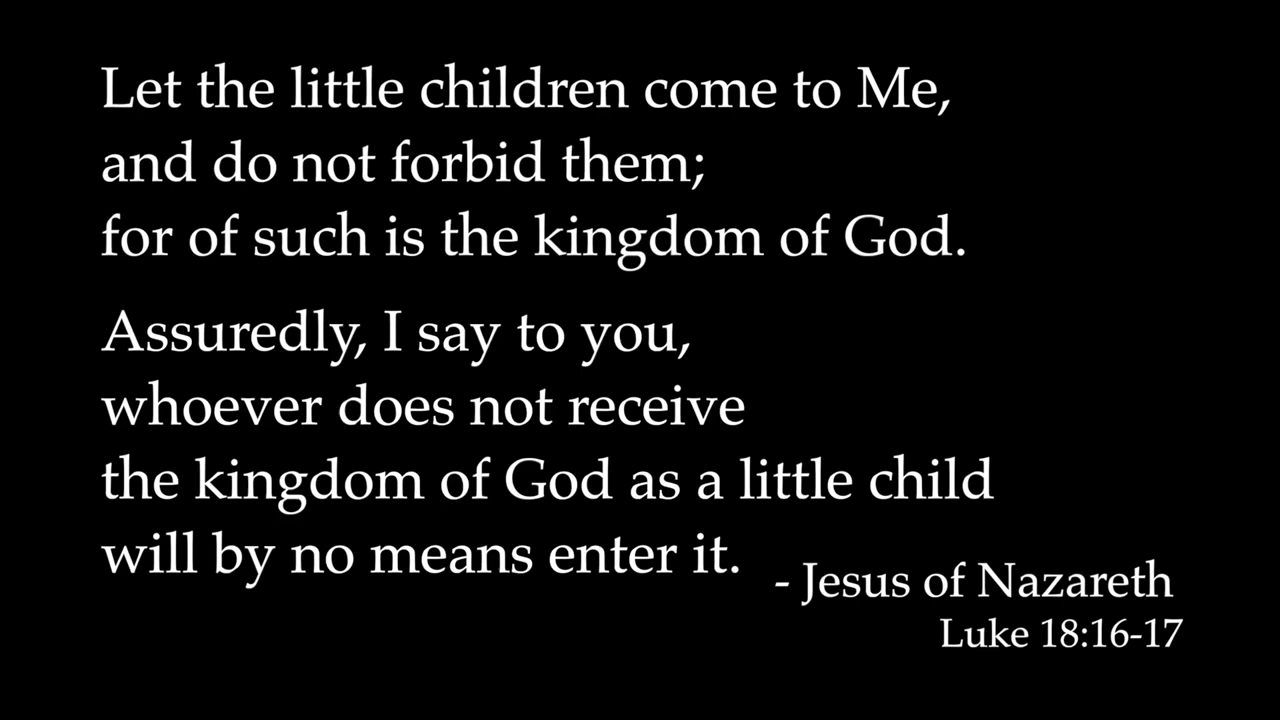 Let the little children come to Me,
and do not forbid them;
for of such is the kingdom of God.
Assuredly, I say to you,
whoever does not receive
the kingdom of God as a little child
will by no means enter it.
- Jesus of Nazareth
Luke 18:16-17